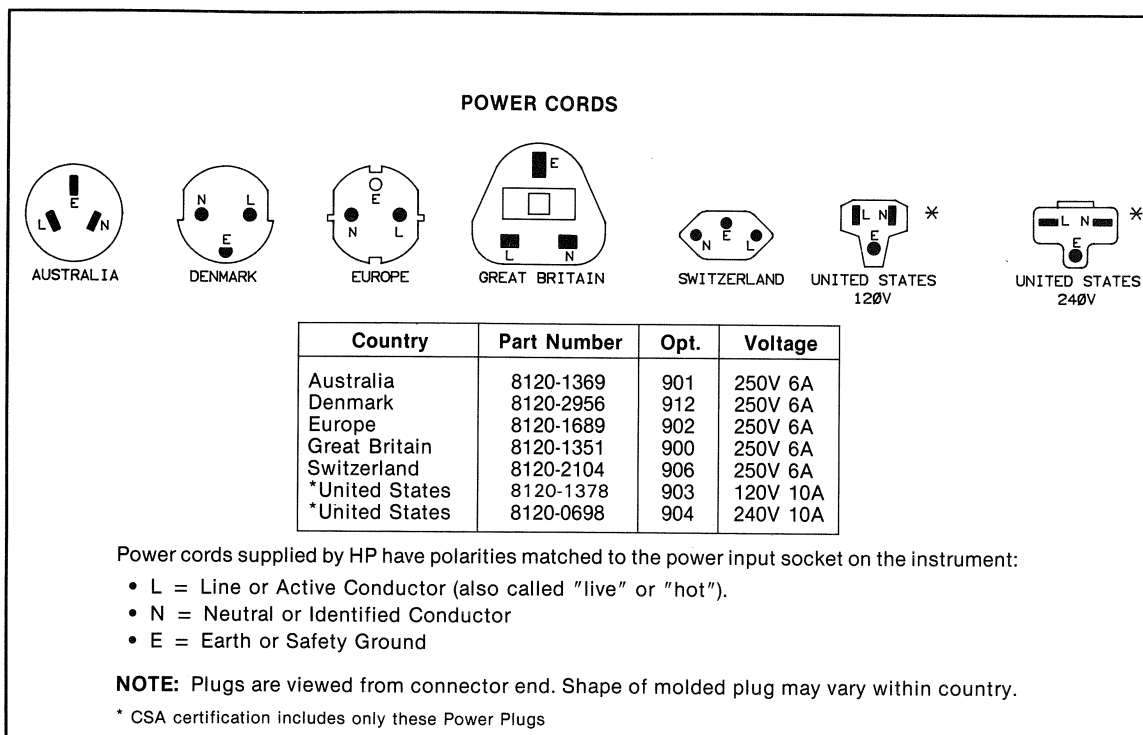 POWER CORDS
E
L N
AUSTRALIA
N L
E
DENMARK
E
N L
EUROPE
E
L N
GREAT BRITAIN
N E L
SWITZERLAND
L N *
E
UNITED STATES
120V
L N *
E
UNITED STATES
240V
Country Part Number Opt. Voltage
Australia 8120-1369 901 250V 6A
Denmark 8120-2956 912 250V 6A
Europe 8120-1689 902 250V 6A
Great Britain 8120-1351 900 250V 6A
Switzerland 8120-2104 906 250V 6A
*United States 8120-1378 903 120V 10A
*United States 8120-0698 904 240V 10A
Power cords supplied by HP have polarities matched to the power input socket on the instrument:
• L = Line or Active Conductor (also called "live" or "hot").
• N = Neutral or Identified Conductor
• E = Earth or Safety Ground
NOTE: Plugs are viewed from connector end. Shape of molded plug may vary within country.
* CSA certification includes only these Power Plugs